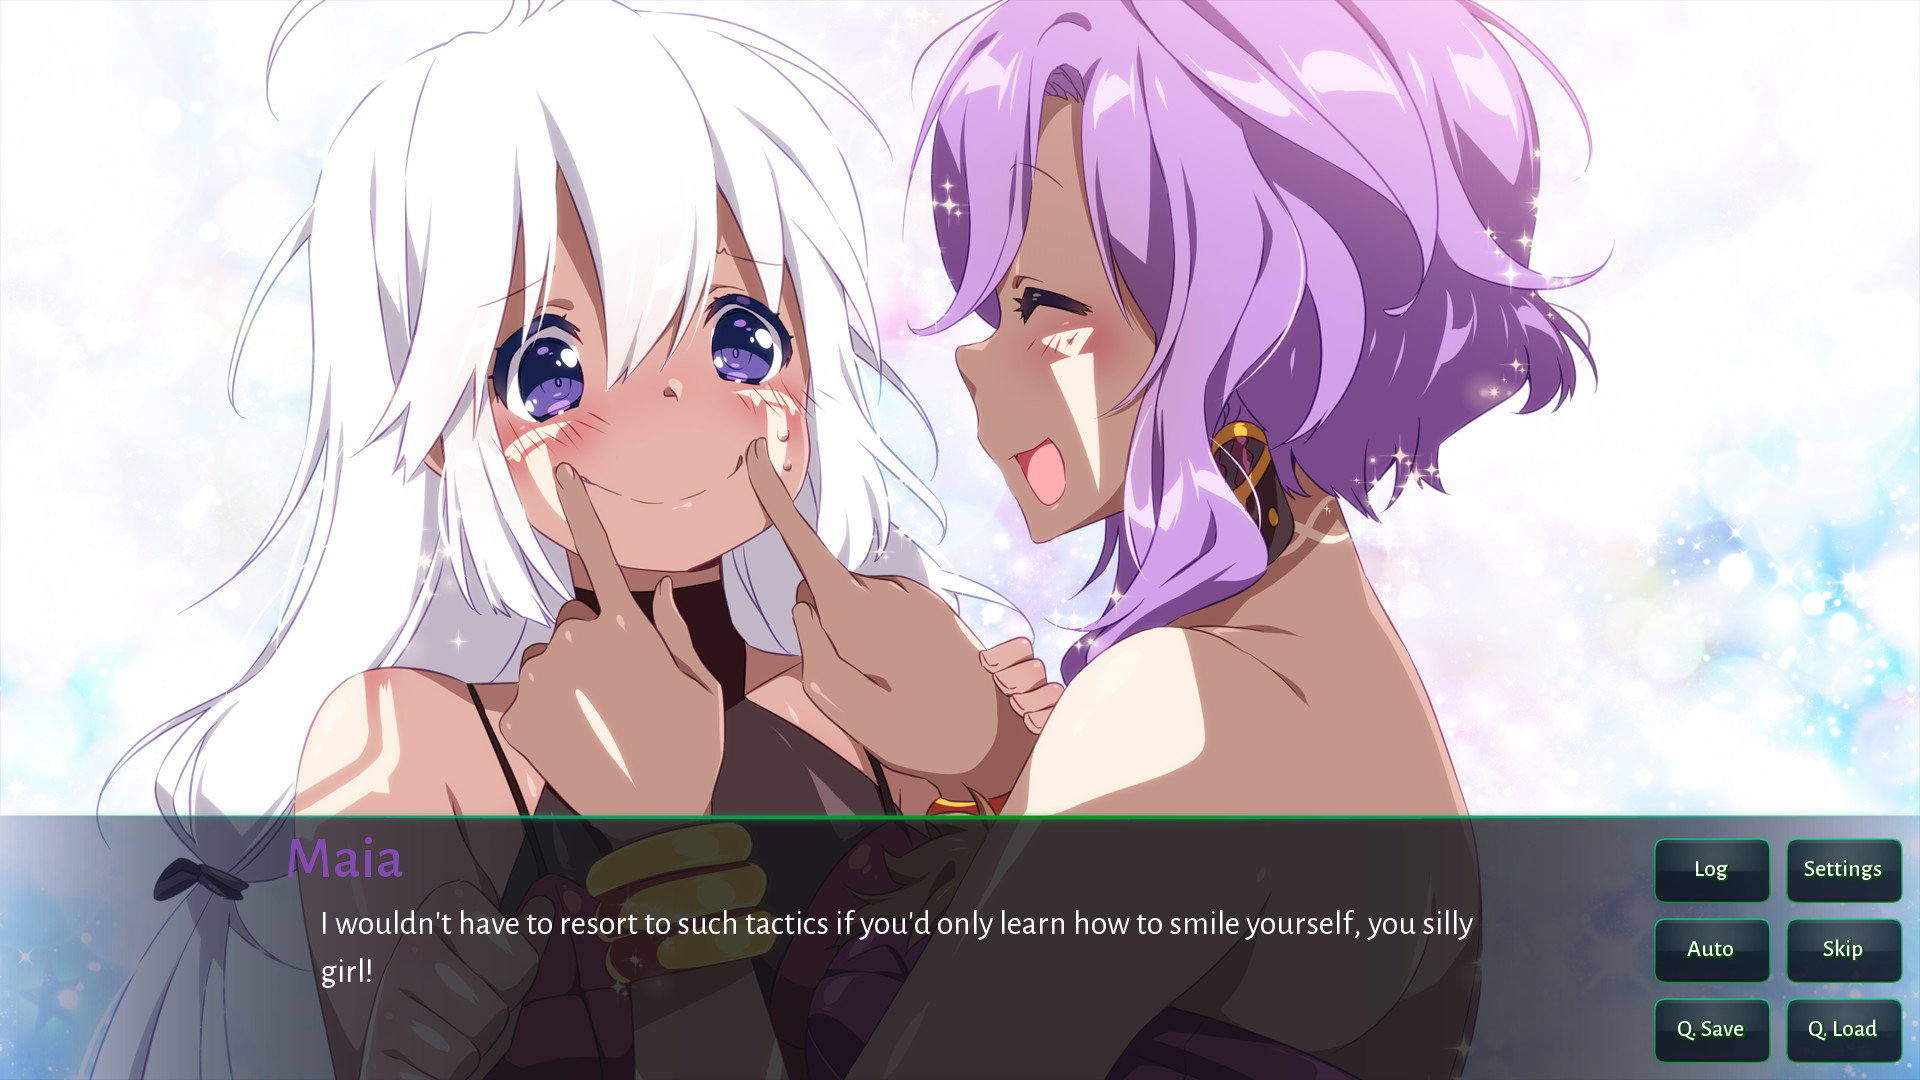 Maia
I wouldn't have to resort to such tactics if you'd only learn how to smile yourself, you silly
girl!
Log
Settings
Auto
Skip
Q. Save
Q. Load